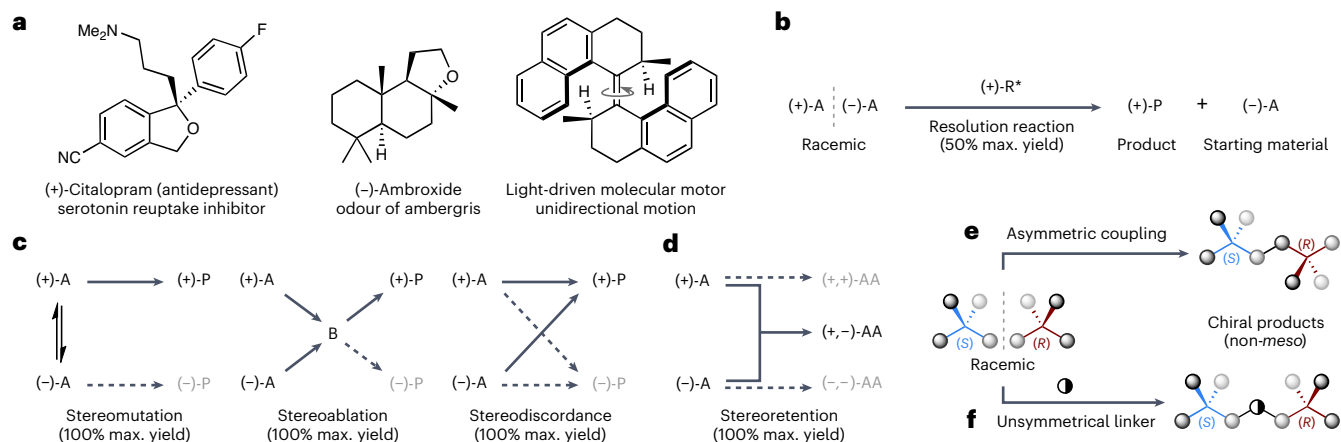 a
Me2N
F
O
NC
(+)-Citalopram (antidepressant)
serotonin reuptake inhibitor
O
H
(−)-Ambroxide
odour of ambergris
H
H
Light-driven molecular motor
unidirectional motion
b
(+)-A (−)-A
Racemic
(+)-R*
Resolution reaction
(50% max. yield)
(+)-P + (−)-A
Product Starting material
c
(+)-A (+)-P
(−)-A (−)-P
Stereomutation
(100% max. yield)
(+)-A (+)-P
B
(−)-A (−)-P
Stereoablation
(100% max. yield)
(+)-A (+)-P
(−)-A (−)-P
Stereodiscordance
(100% max. yield)
d
(+)-A (+,+)-AA
(+,−)-AA
(−)-A (−,−)-AA
Stereoretention
(100% max. yield)
e
Asymmetric coupling
(S) (R)
(S) (R)
Racemic
Chiral products
(non-meso)
f
Unsymmetrical linker
(S) (R)